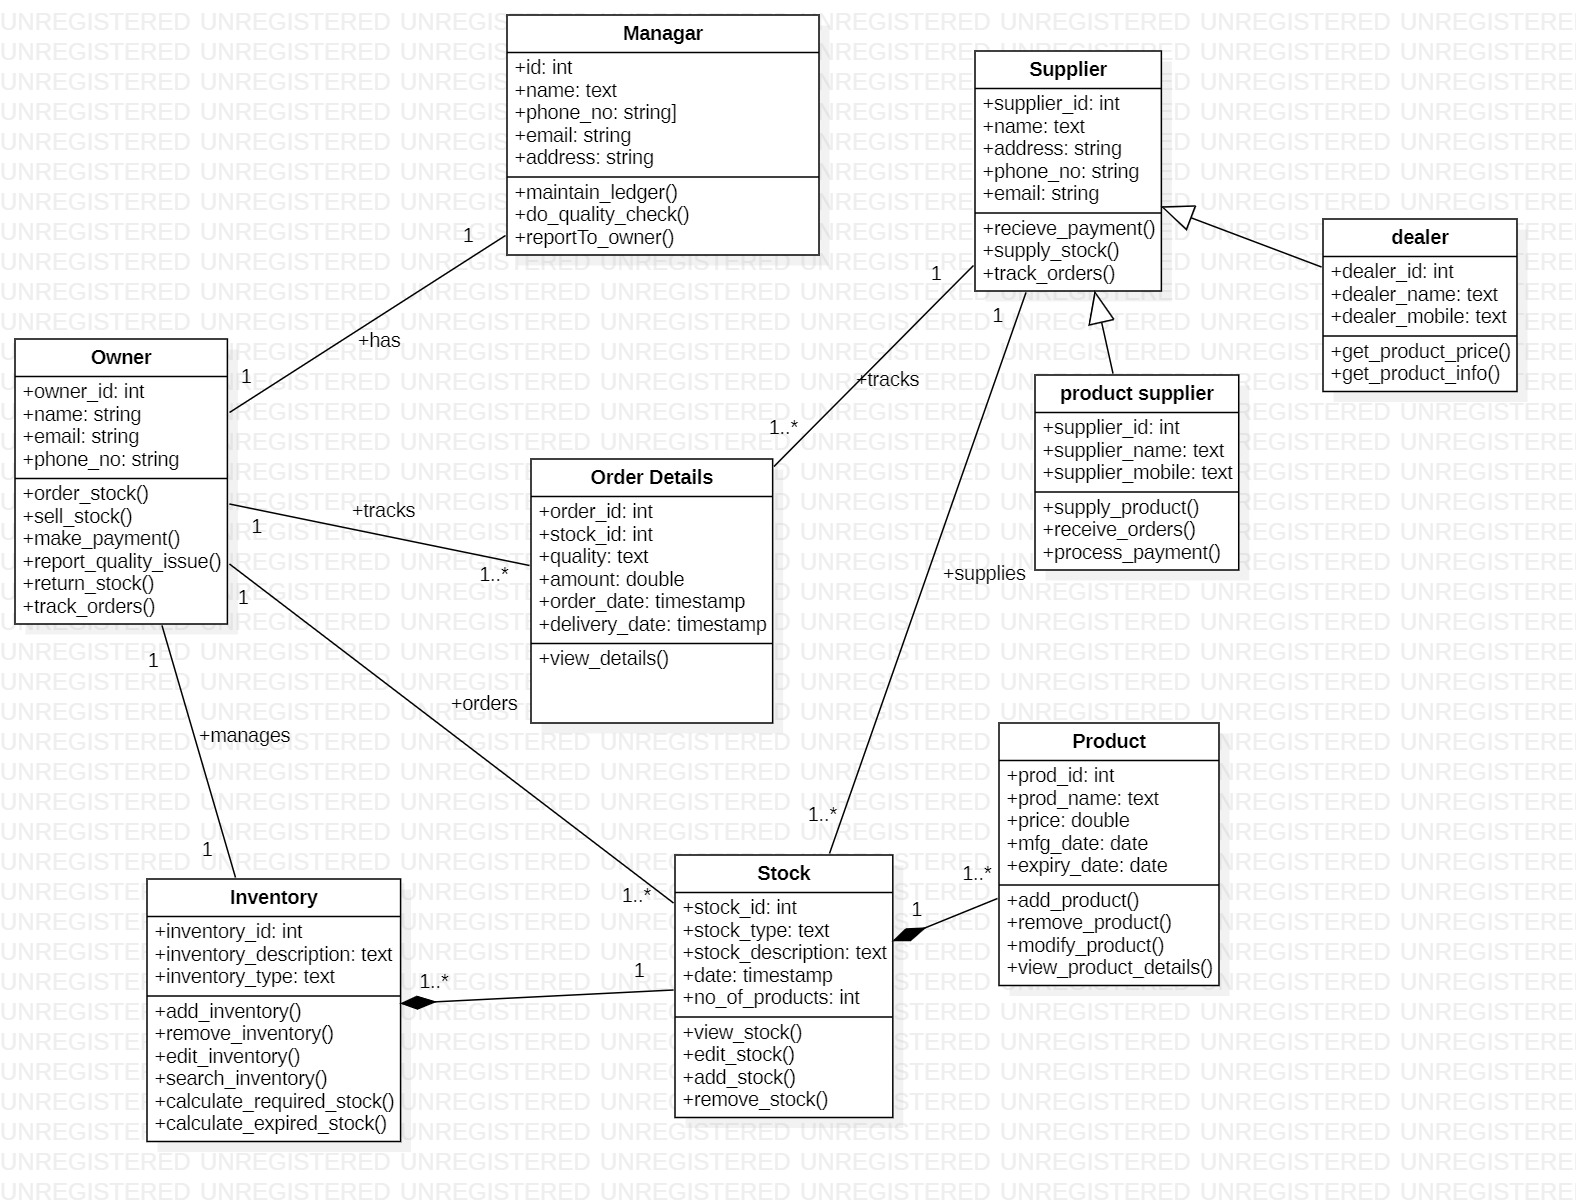 Managar
+id: int
+name: text
+phone_no: string]
+email: string
+address: string
+maintain_ledger()
+do_quality_check()
+reportTo_owner()
Supplier
+supplier_id: int
+name: text
+address: string
+phone_no: string
+email: string
+recieve_payment()
+supply_stock()
+track_orders()
dealer
+dealer_id: int
+dealer_name: text
+dealer_mobile: text
+get_product_price()
+get_product_info()
product supplier
+supplier_id: int
+supplier_name: text
+supplier_mobile: text
+supply_product()
+receive_orders()
+process_payment()
Owner
+owner_id: int
+name: string
+email: string
+phone_no: string
+order_stock()
+sell_stock()
+make_payment()
+report_quality_issue()
+return_stock()
+track_orders()
1
+has
1
1
+tracks
1..*
1
+tracks
1..*
Order Details
+order_id: int
+stock_id: int
+quality: text
+amount: double
+order_date: timestamp
+delivery_date: timestamp
+view_details()
1
+supplies
1..*
1
+orders
1..*
1
+manages
1
Inventory
+inventory_id: int
+inventory_description: text
+inventory_type: text
+add_inventory()
+remove_inventory()
+edit_inventory()
+search_inventory()
+calculate_required_stock()
+calculate_expired_stock()
1..*
1
Stock
+stock_id: int
+stock_type: text
+stock_description: text
+date: timestamp
+no_of_products: int
+view_stock()
+edit_stock()
+add_stock()
+remove_stock()
1
1..*
Product
+prod_id: int
+prod_name: text
+price: double
+mfg_date: date
+expiry_date: date
+add_product()
+remove_product()
+modify_product()
+view_product_details()
UNREGISTERED